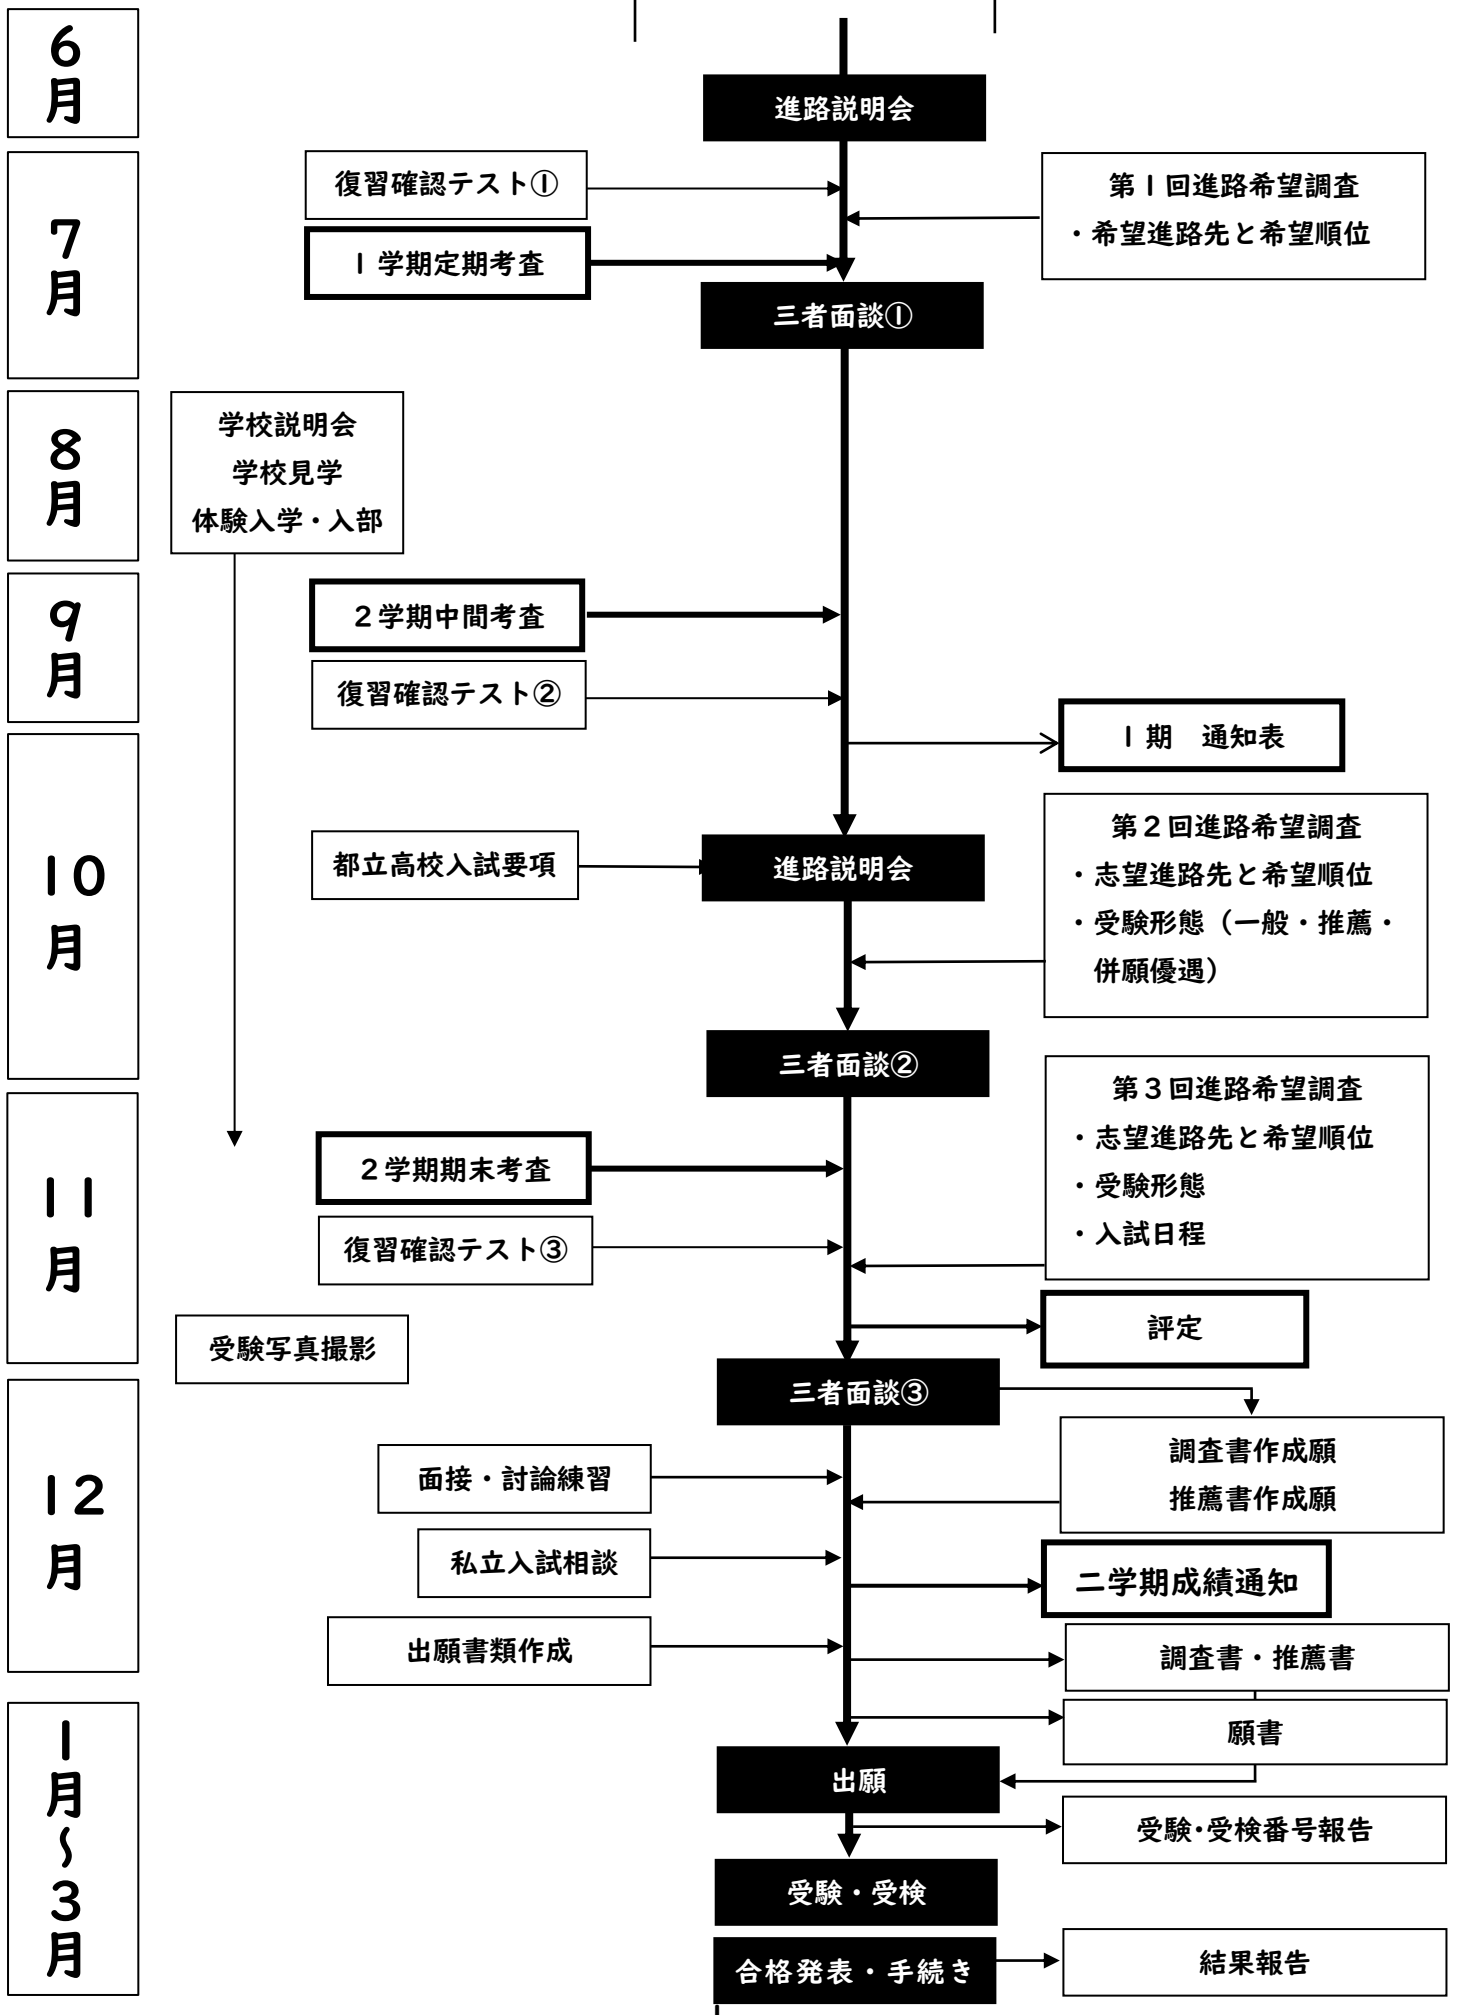 6月
進路説明会
7月
復習確認テスト①
第1回進路希望調査
・希望進路先と希望順位
1学期定期考査
三者面談①
8月
学校説明会
学校見学
体験入学・入部
9月
2学期中間考査
復習確認テスト②
1期　通知表
10月
都立高校入試要項
進路説明会
第2回進路希望調査
・志望進路先と希望順位
・受験形態（一般・推薦・
併願優遇）
三者面談②
11月
第3回進路希望調査
・志望進路先と希望順位
・受験形態
・入試日程
2学期期末考査
復習確認テスト③
評定
受験写真撮影
三者面談③
12月
調査書作成願
推薦書作成願
面接・討論練習
私立入試相談
二学期成績通知
出願書類作成
調査書・推薦書
1月～3月
願書
出願
受験・受検番号報告
受験・受検
合格発表・手続き
結果報告